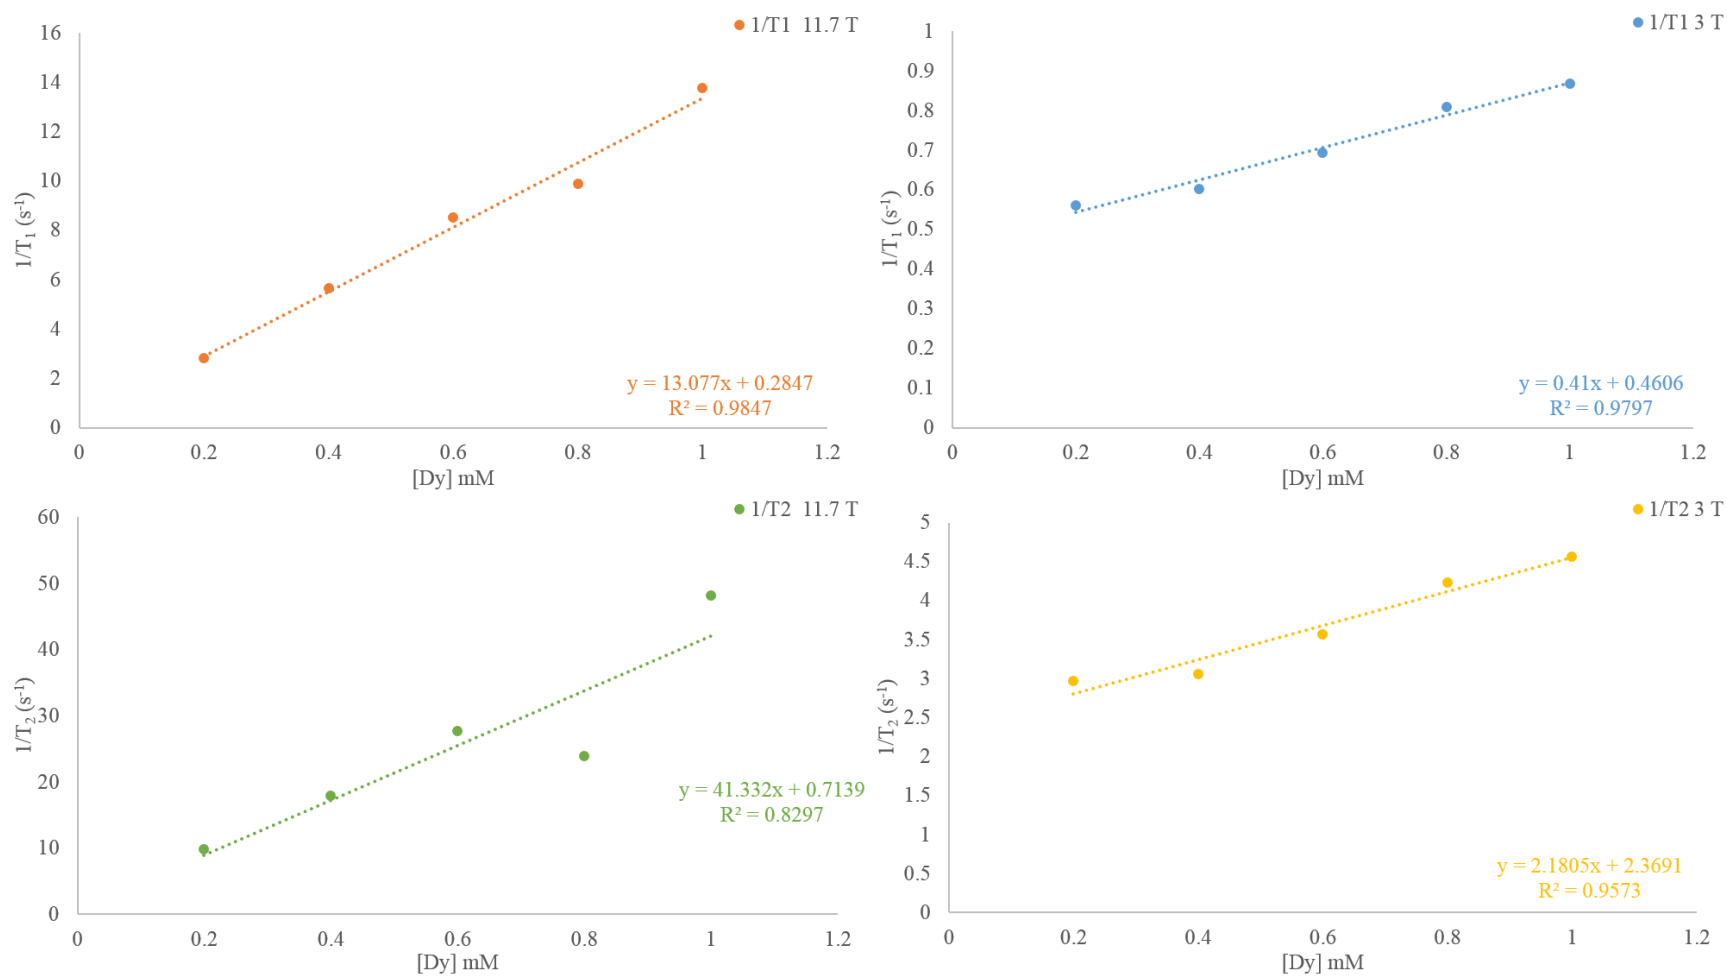 1/T1 11.7 T
16
14
12
10
8
6
4
2
0
1/T₁ (s⁻¹)
y = 13.077x + 0.2847
R² = 0.9847
0 0.2 0.4 0.6 0.8 1 1.2
[Dy] mM
1/T1 3 T
1
0.9
0.8
0.7
0.6
0.5
0.4
0.3
0.2
0.1
0
1/T₁ (s⁻¹)
y = 0.41x + 0.4606
R² = 0.9797
0 0.2 0.4 0.6 0.8 1 1.2
[Dy] mM
1/T2 11.7 T
60
50
40
30
20
10
0
1/T₂ (s⁻¹)
y = 41.332x + 0.7139
R² = 0.8297
0 0.2 0.4 0.6 0.8 1 1.2
[Dy] mM
1/T2 3 T
5
4.5
4
3.5
3
2.5
2
1.5
1
0.5
0
1/T₂ (s⁻¹)
y = 2.1805x + 2.3691
R² = 0.9573
0 0.2 0.4 0.6 0.8 1 1.2
[Dy] mM